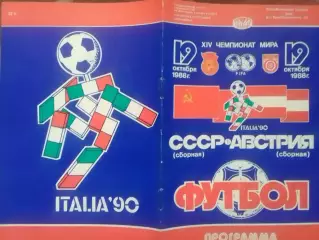 ITALIA'90
19
октября
1988г.
XIV ЧЕМПИОНАТ МИРА
19
октября
1988г.
ITALIA'90
СССР-АВСТРИЯ
(сборная) (сборная)
ФУТБОЛ
ПРОГРАММА